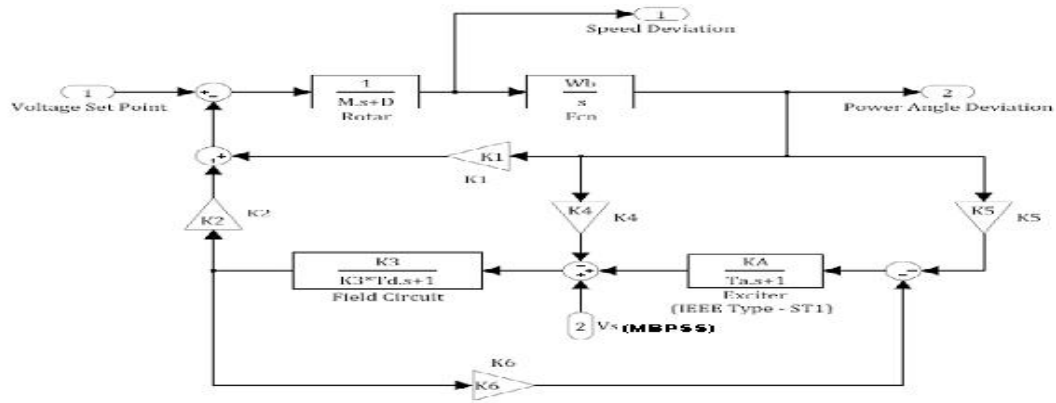 1
Speed Deviation
1
Voltage Set Point
1
M.s+D
Rotar
Wb
s
Fcn
2
Power Angle Deviation
K1
K1
K2
K2
K4
K4
K5
K5
K3
K3*Td.s+1
Field Circuit
KA
Ta.s+1
Exciter
(IEEE Type - ST1)
2
Vs (MBPSS)
K6
K6